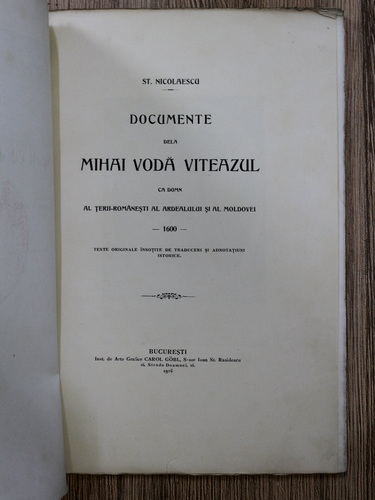 ST. NICOLAESCU
DOCUMENTE
DELA
MIHAI VODĂ VITEAZUL
CA DOMN
AL ȚERII-ROMÂNEȘTI AL ARDEALULUI ȘI AL MOLDOVEI
— 1600 —
TEXTE ORIGINALE ÎNSOȚITE DE TRADUCERI ȘI ADNOTAȚIUNI
ISTORICE.
BUCUREȘTI
Inst. de Arte Grafice CAROL GÖBL, S-sor Ioan St. Rasidescu
Strada Doamnei,
1916